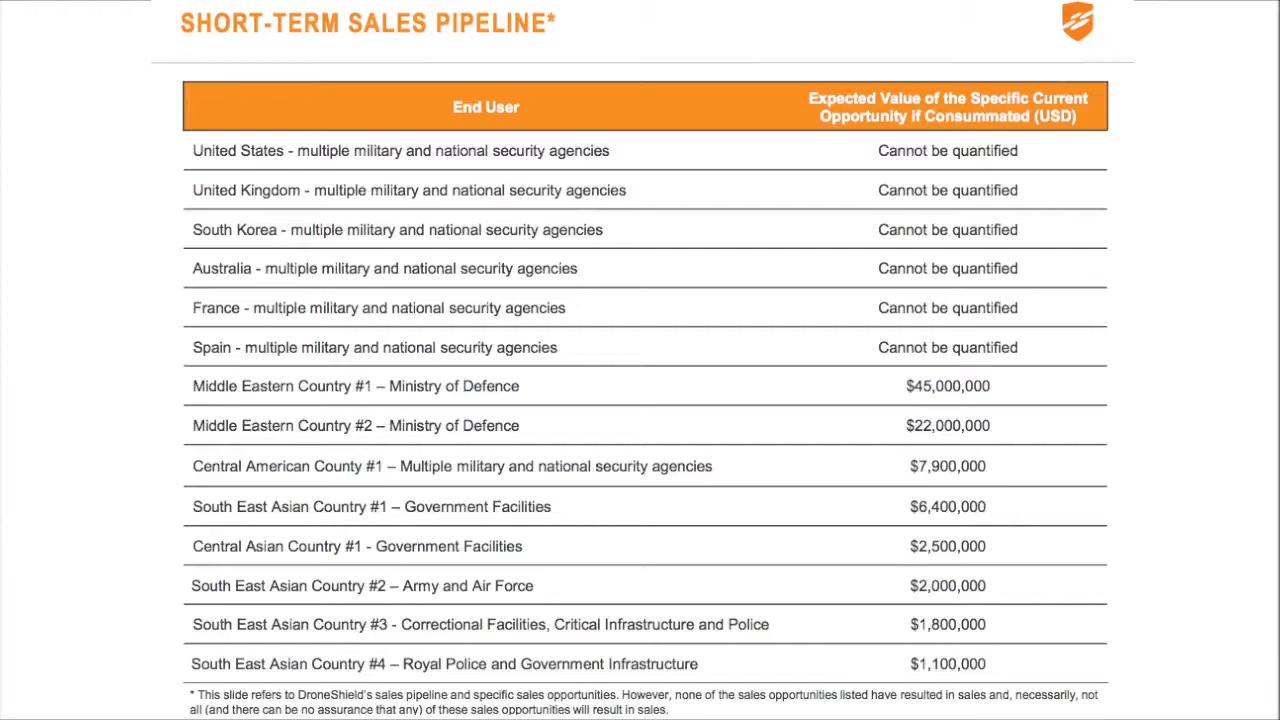 SHORT-TERM SALES PIPELINE*
End User
Expected Value of the Specific Current
Opportunity if Consummated (USD)
United States - multiple military and national security agencies
Cannot be quantified
United Kingdom - multiple military and national security agencies
Cannot be quantified
South Korea - multiple military and national security agencies
Cannot be quantified
Australia - multiple military and national security agencies
Cannot be quantified
France - multiple military and national security agencies
Cannot be quantified
Spain - multiple military and national security agencies
Cannot be quantified
Middle Eastern Country #1 – Ministry of Defence
$45,000,000
Middle Eastern Country #2 – Ministry of Defence
$22,000,000
Central American County #1 – Multiple military and national security agencies
$7,900,000
South East Asian Country #1 – Government Facilities
$6,400,000
Central Asian Country #1 - Government Facilities
$2,500,000
South East Asian Country #2 – Army and Air Force
$2,000,000
South East Asian Country #3 - Correctional Facilities, Critical Infrastructure and Police
$1,800,000
South East Asian Country #4 – Royal Police and Government Infrastructure
$1,100,000
* This slide refers to DroneShield's sales pipeline and specific sales opportunities. However, none of the sales opportunities listed have resulted in sales and, necessarily, not
all (and there can be no assurance that any) of these sales opportunities will result in sales.